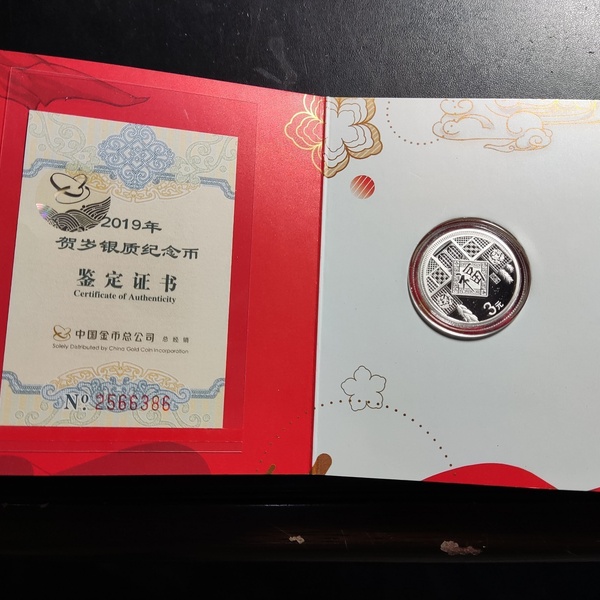 2019年
贺岁银质纪念币
鉴定证书
Certificate of Authenticity
中国金币总公司 总经销
Solely Distributed by China Gold Coin Incorporation
Nº 2566386
福
3元